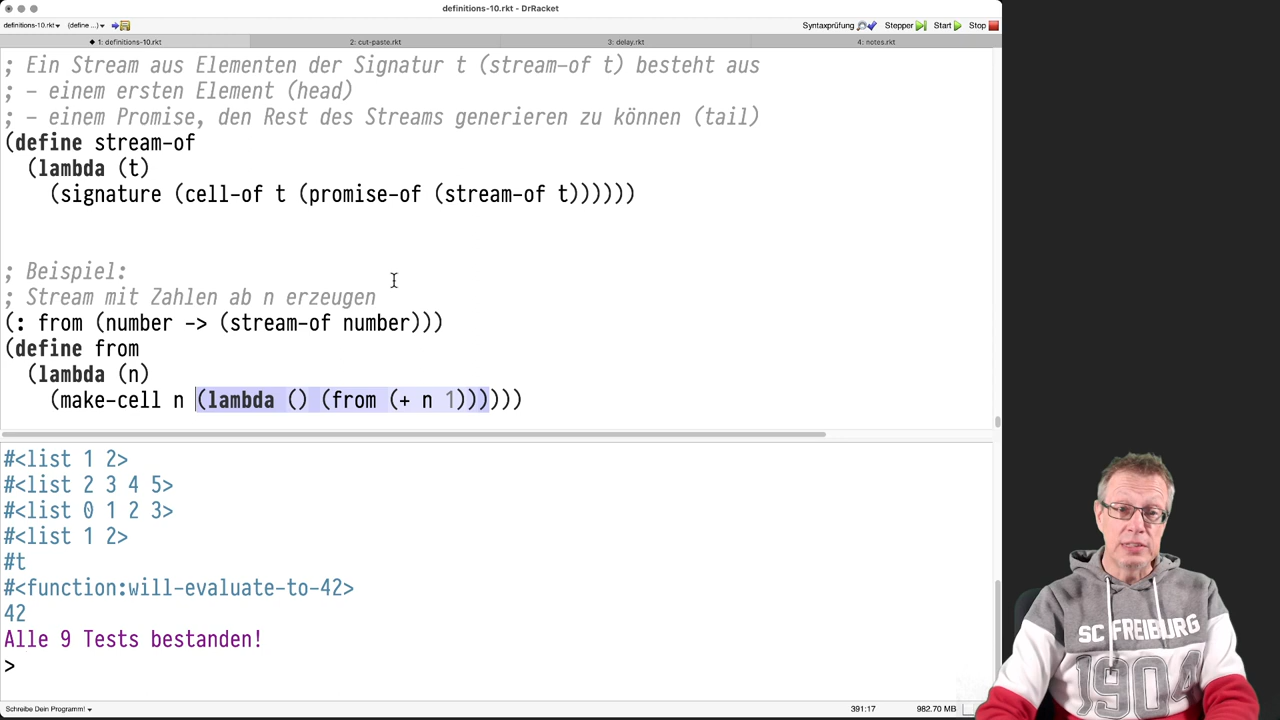 definitions-10.rkt - DrRacket
definitions-10.rkt▾ (define ...)▾ Syntaxprüfung Stepper Start Stop
◆ 1: definitions-10.rkt 2: cut-paste.rkt 3: delay.rkt 4: notes.rkt
; Ein Stream aus Elementen der Signatur t (stream-of t) besteht aus
; - einem ersten Element (head)
; - einem Promise, den Rest des Streams generieren zu können (tail)
(define stream-of
(lambda (t)
(signature (cell-of t (promise-of (stream-of t))))))
; Beispiel:
; Stream mit Zahlen ab n erzeugen
(: from (number -> (stream-of number)))
(define from
(lambda (n)
(make-cell n (lambda () (from (+ n 1))))))
#<list 1 2>
#<list 2 3 4 5>
#<list 0 1 2 3>
#<list 1 2>
#t
#<function:will-evaluate-to-42>
42
Alle 9 Tests bestanden!
>
SC FREIBURG
1904
Schreibe Dein Programm!▾ 391:17 982.70 MB